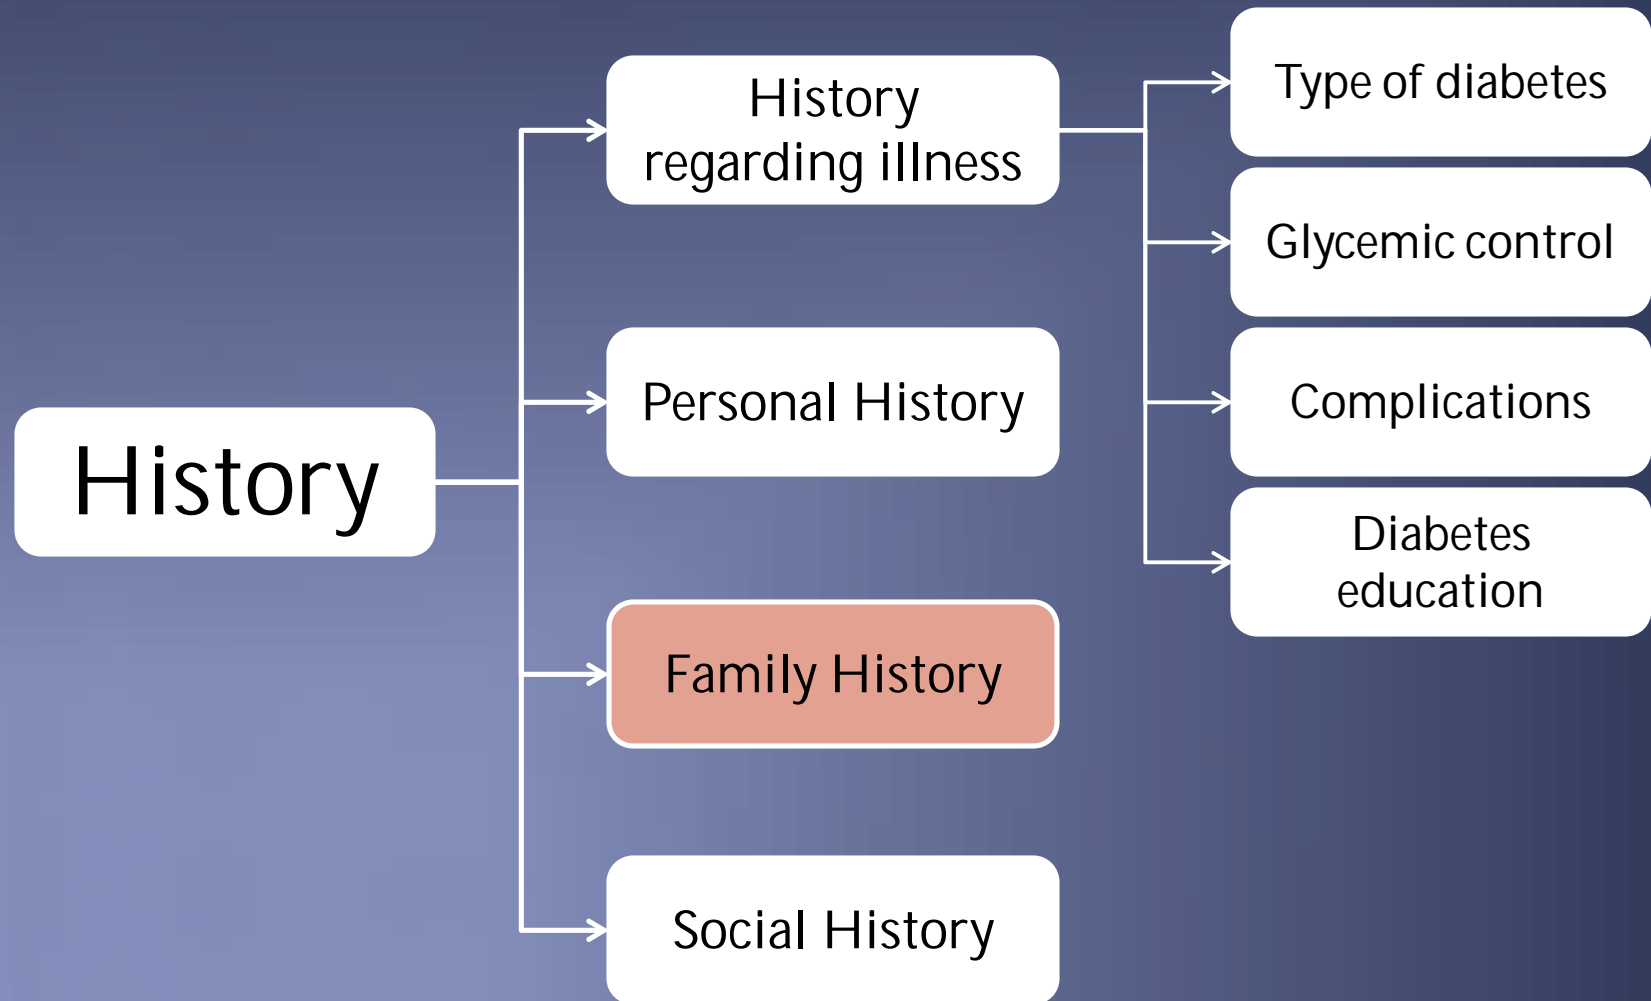 History
History
regarding illness
Personal History
Family History
Social History
Type of diabetes
Glycemic control
Complications
Diabetes
education